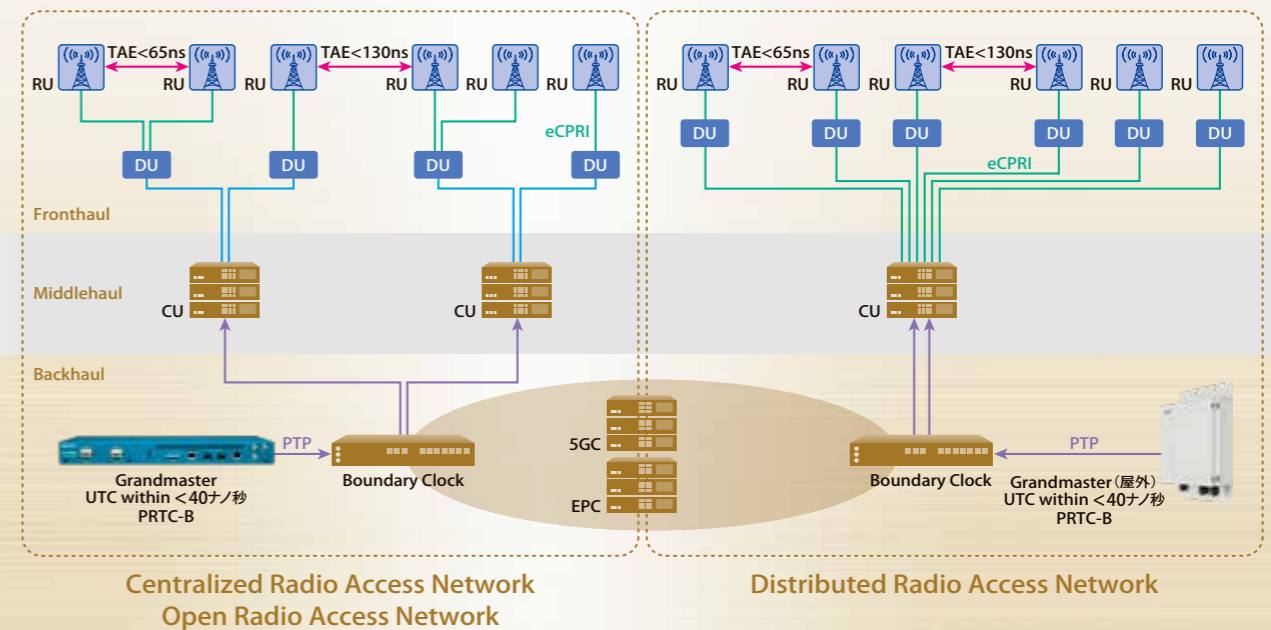 TAE<65ns
TAE<130ns
RU
RU
RU
RU
RU
RU
eCPRI
DU
DU
DU
DU
Fronthaul
Middlehaul
CU
CU
Backhaul
PTP
Grandmaster
UTC within <40ナノ秒
PRTC-B
Boundary Clock
5GC
EPC
Centralized Radio Access Network
Open Radio Access Network
TAE<65ns
TAE<130ns
RU
RU
RU
RU
RU
RU
DU
DU
DU
DU
DU
DU
eCPRI
CU
PTP
Boundary Clock
Grandmaster（屋外）
UTC within <40ナノ秒
PRTC-B
Distributed Radio Access Network